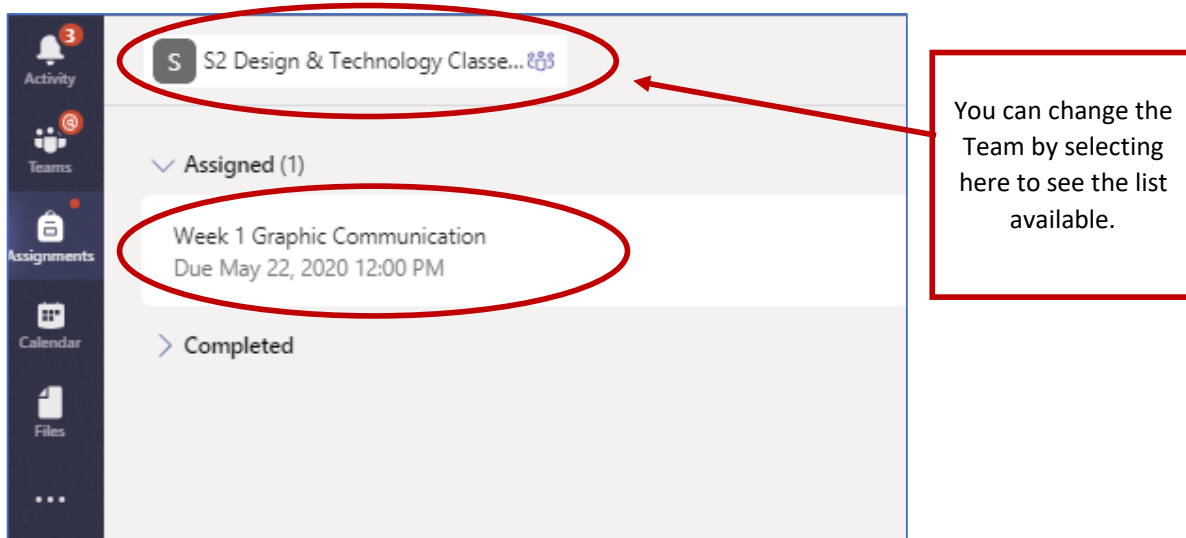 3
Activity
@
Teams
Assignments
Calendar
Files
...
S
S2 Design & Technology Classe...
Assigned (1)
Week 1 Graphic Communication
Due May 22, 2020 12:00 PM
Completed
You can change the
Team by selecting
here to see the list
available.